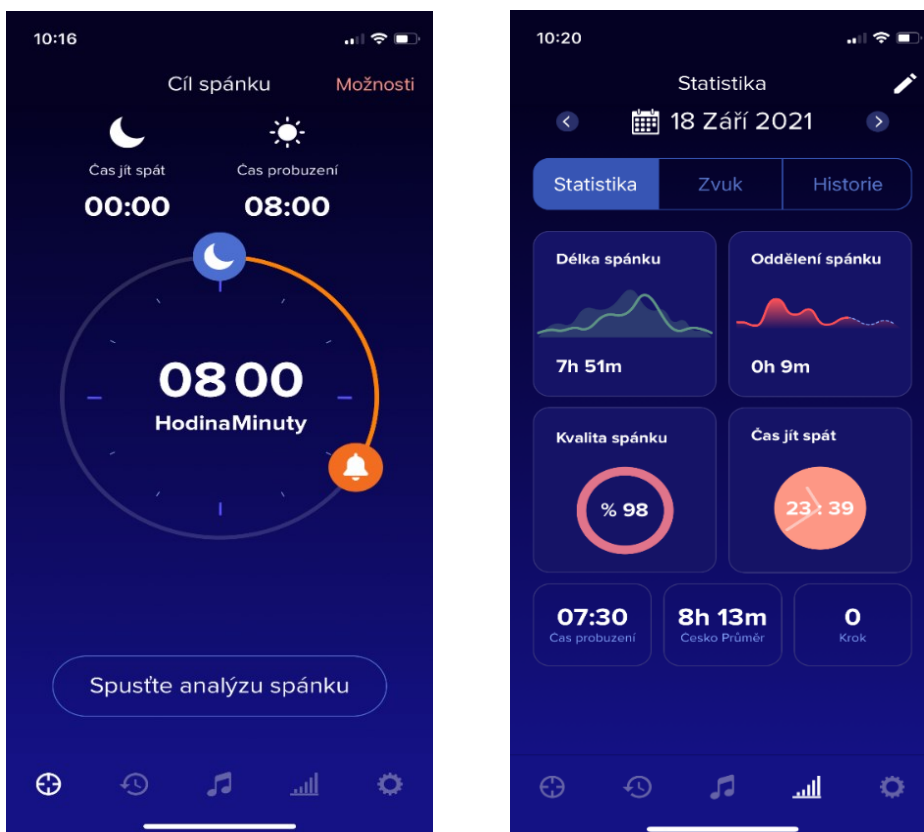 10:16
Cíl spánku
Možnosti
Čas jít spát
Čas probuzení
00:00
08:00
08 00
HodinaMinuty
Spusťte analýzu spánku
10:20
Statistika
18 Září 2021
Statistika
Zvuk
Historie
Délka spánku
7h 51m
Oddělení spánku
0h 9m
Kvalita spánku
% 98
Čas jít spát
23 : 39
07:30
Čas probuzení
8h 13m
Česko Průměr
0
Krok